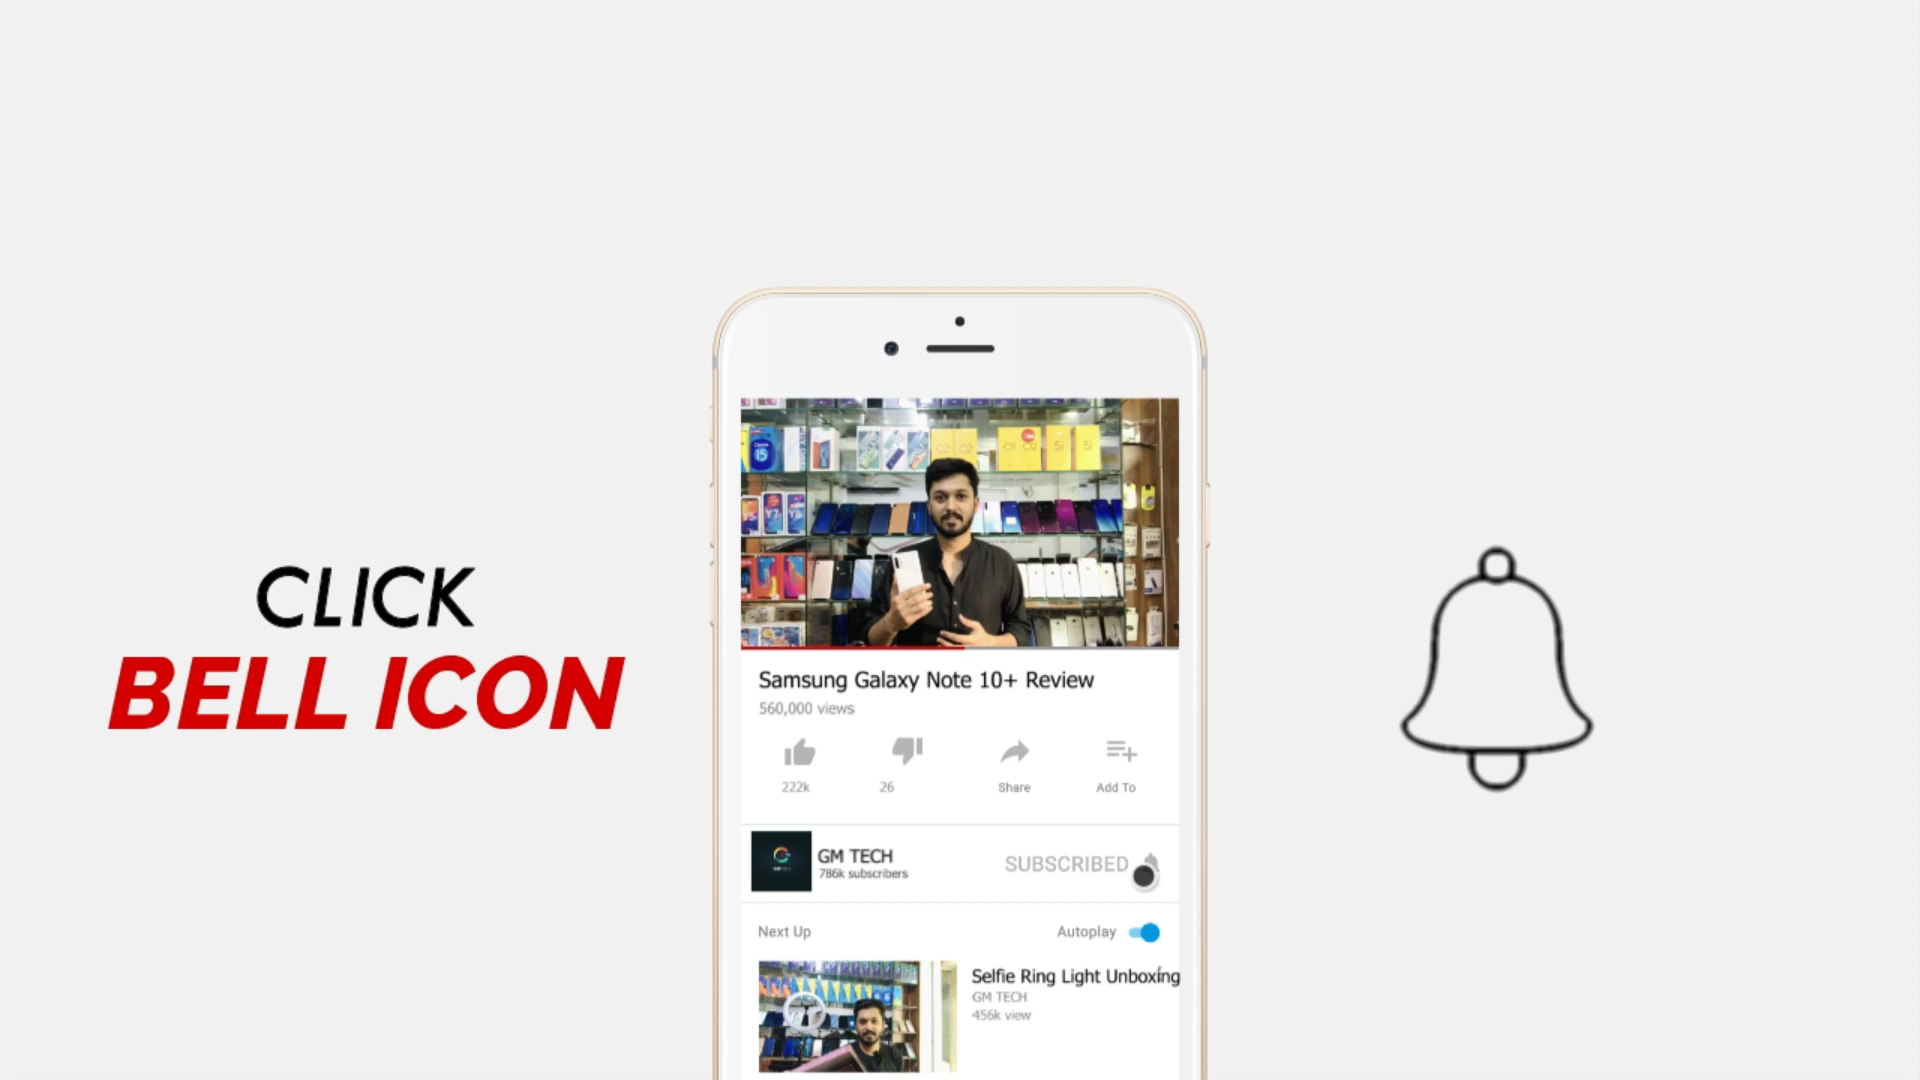 CLICK
BELL ICON
Samsung Galaxy Note 10+ Review
560,000 views
222k
26
Share
Add To
GM TECH
786k subscribers
SUBSCRIBED
Next Up
Autoplay
Selfie Ring Light Unboxing
GM TECH
456k view